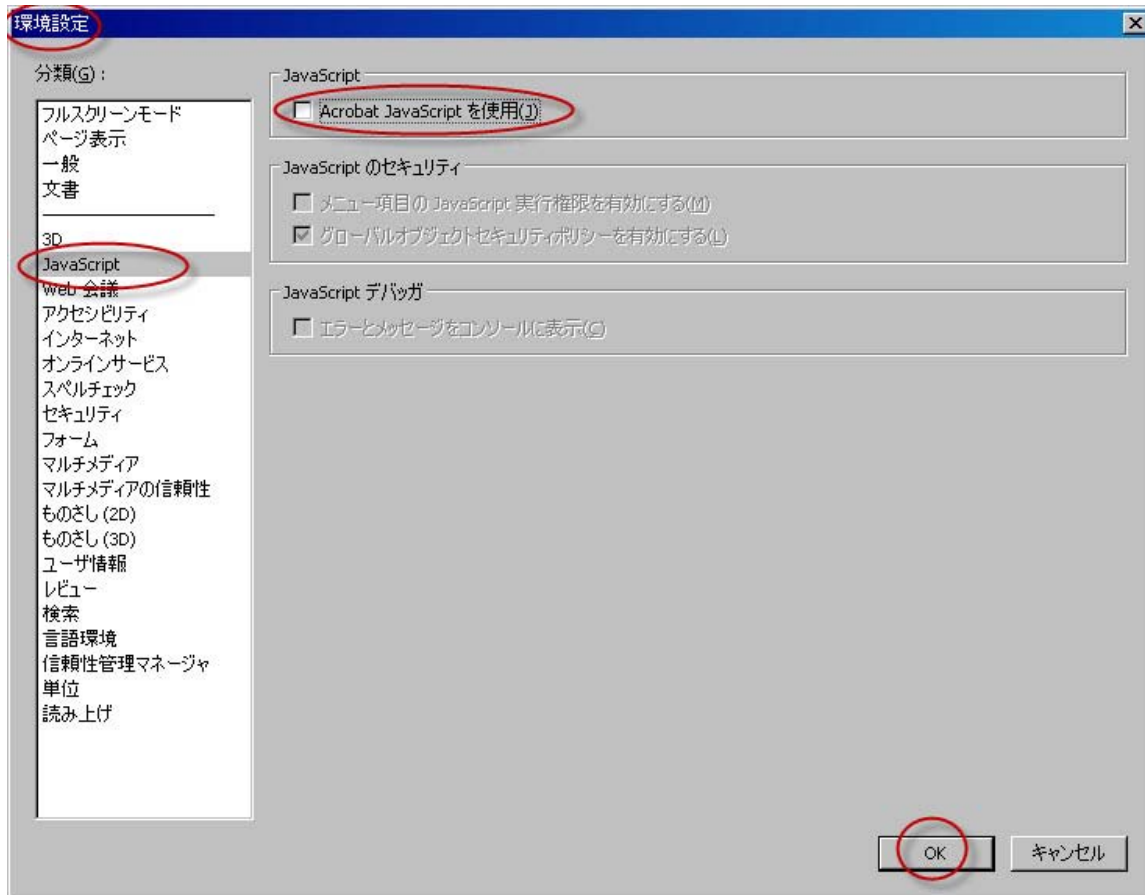 環境設定
分類(G):
フルスクリーンモード
ページ表示
一般
文書
3D
JavaScript
Web 会議
アクセシビリティ
インターネット
オンラインサービス
スペルチェック
セキュリティ
フォーム
マルチメディア
マルチメディアの信頼性
ものさし (2D)
ものさし (3D)
ユーザ情報
レビュー
検索
言語環境
信頼性管理マネージャ
単位
読み上げ
JavaScript
Acrobat JavaScript を使用(J)
JavaScript のセキュリティ
メニュー項目の JavaScript 実行権限を有効にする(M)
グローバルオブジェクトセキュリティポリシーを有効にする(L)
JavaScript デバッガ
エラーとメッセージをコンソールに表示(C)
OK
キャンセル